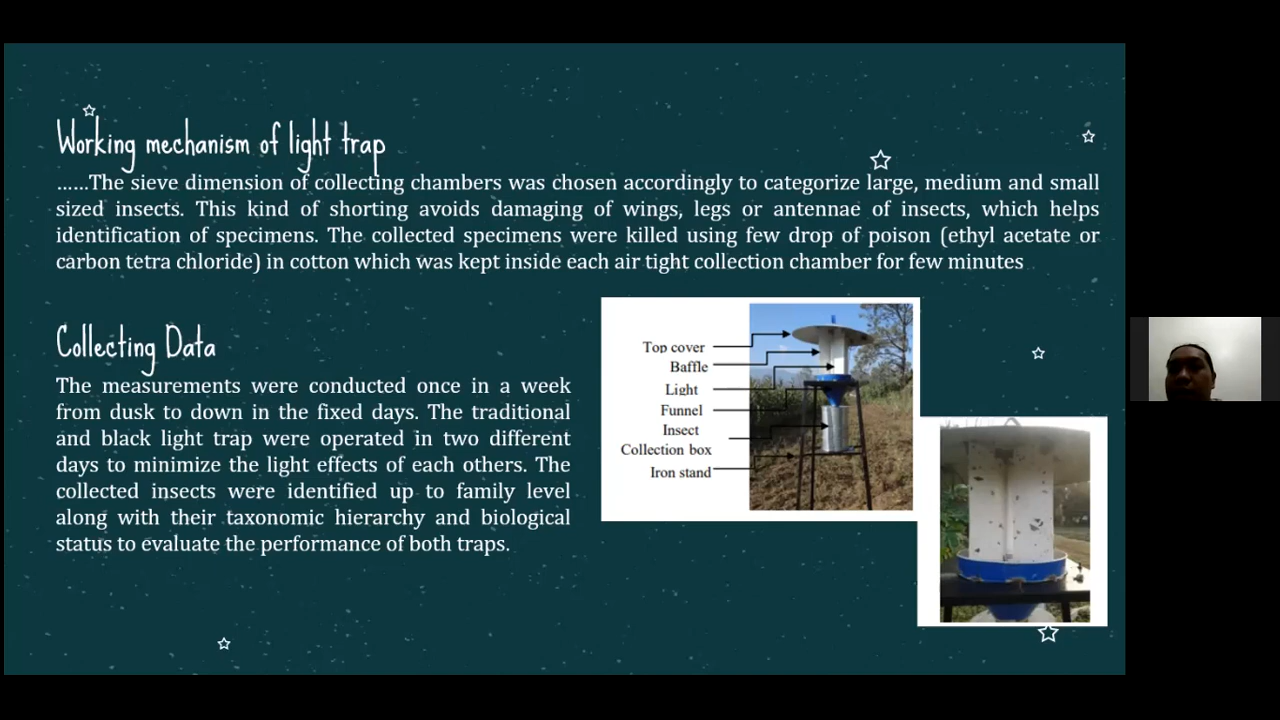 Working mechanism of light trap
……The sieve dimension of collecting chambers was chosen accordingly to categorize large, medium and small
sized insects. This kind of shorting avoids damaging of wings, legs or antennae of insects, which helps
identification of specimens. The collected specimens were killed using few drop of poison (ethyl acetate or
carbon tetra chloride) in cotton which was kept inside each air tight collection chamber for few minutes
Collecting Data
The measurements were conducted once in a week
from dusk to down in the fixed days. The traditional
and black light trap were operated in two different
days to minimize the light effects of each others. The
collected insects were identified up to family level
along with their taxonomic hierarchy and biological
status to evaluate the performance of both traps.
Top cover
Baffle
Light
Funnel
Insect
Collection box
Iron stand